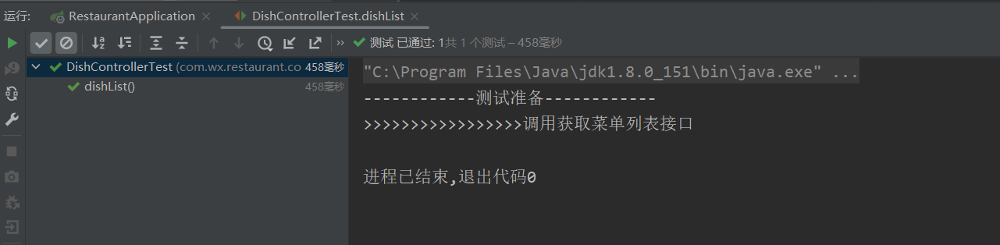 运行: RestaurantApplication × DishControllerTest.dishList ×
» 测试 已通过: 1共 1 个测试 – 458毫秒
DishControllerTest (com.wx.restaurant.co 458毫秒
dishList() 458毫秒
"C:\Program Files\Java\jdk1.8.0_151\bin\java.exe" ...
------------测试准备------------
>>>>>>>>>>>>>>>>>调用获取菜单列表接口
进程已结束,退出代码0